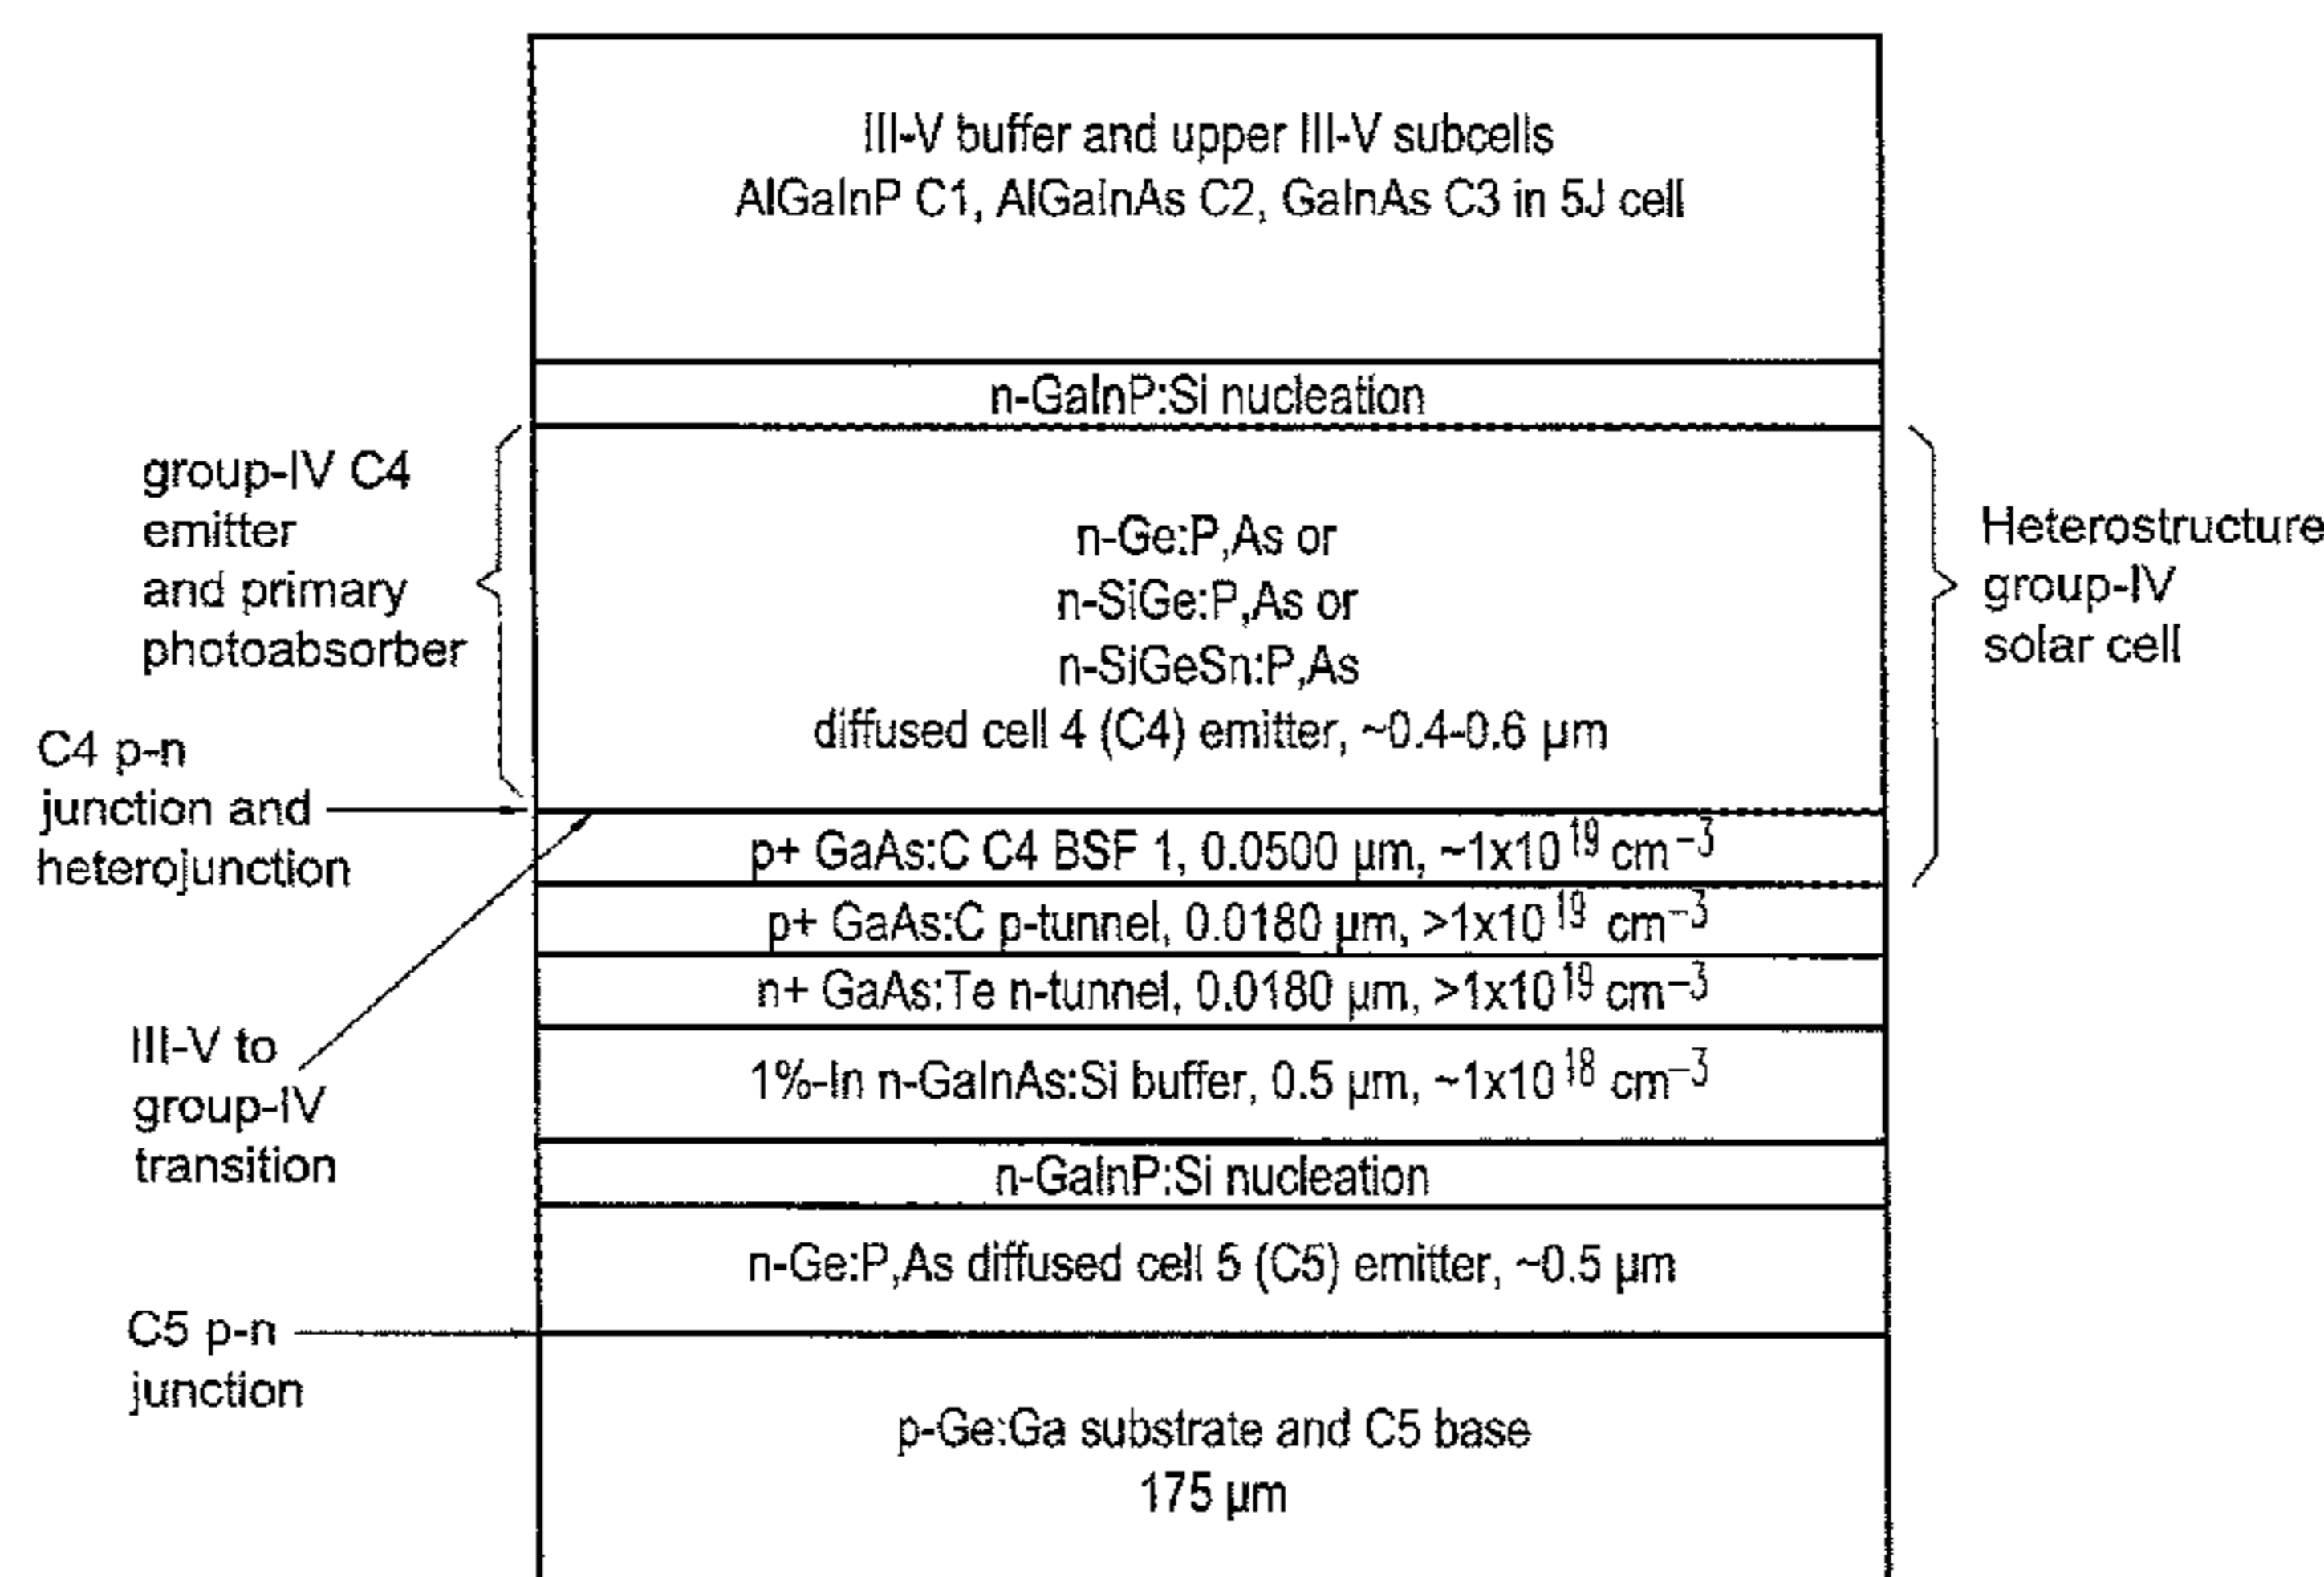 III-V buffer and upper III-V subcells
AlGaInP C1, AlGaInAs C2, GaInAs C3 in 5J cell
n-GaInP:Si nucleation
group-IV C4
emitter
and primary
photoabsorber
n-Ge:P,As or
n-SiGe:P,As or
n-SiGeSn:P,As
diffused cell 4 (C4) emitter, ~0.4-0.6 µm
Heterostructure
group-IV
solar cell
C4 p-n
junction and
heterojunction
p+ GaAs:C C4 BSF 1, 0.0500 µm, ~1x10¹⁹ cm⁻³
p+ GaAs:C p-tunnel, 0.0180 µm, >1x10¹⁹ cm⁻³
n+ GaAs:Te n-tunnel, 0.0180 µm, >1x10¹⁹ cm⁻³
III-V to
group-IV
transition
1%-In n-GaInAs:Si buffer, 0.5 µm, ~1x10¹⁸ cm⁻³
n-GaInP:Si nucleation
n-Ge:P,As diffused cell 5 (C5) emitter, ~0.5 µm
C5 p-n
junction
p-Ge:Ga substrate and C5 base
175 µm